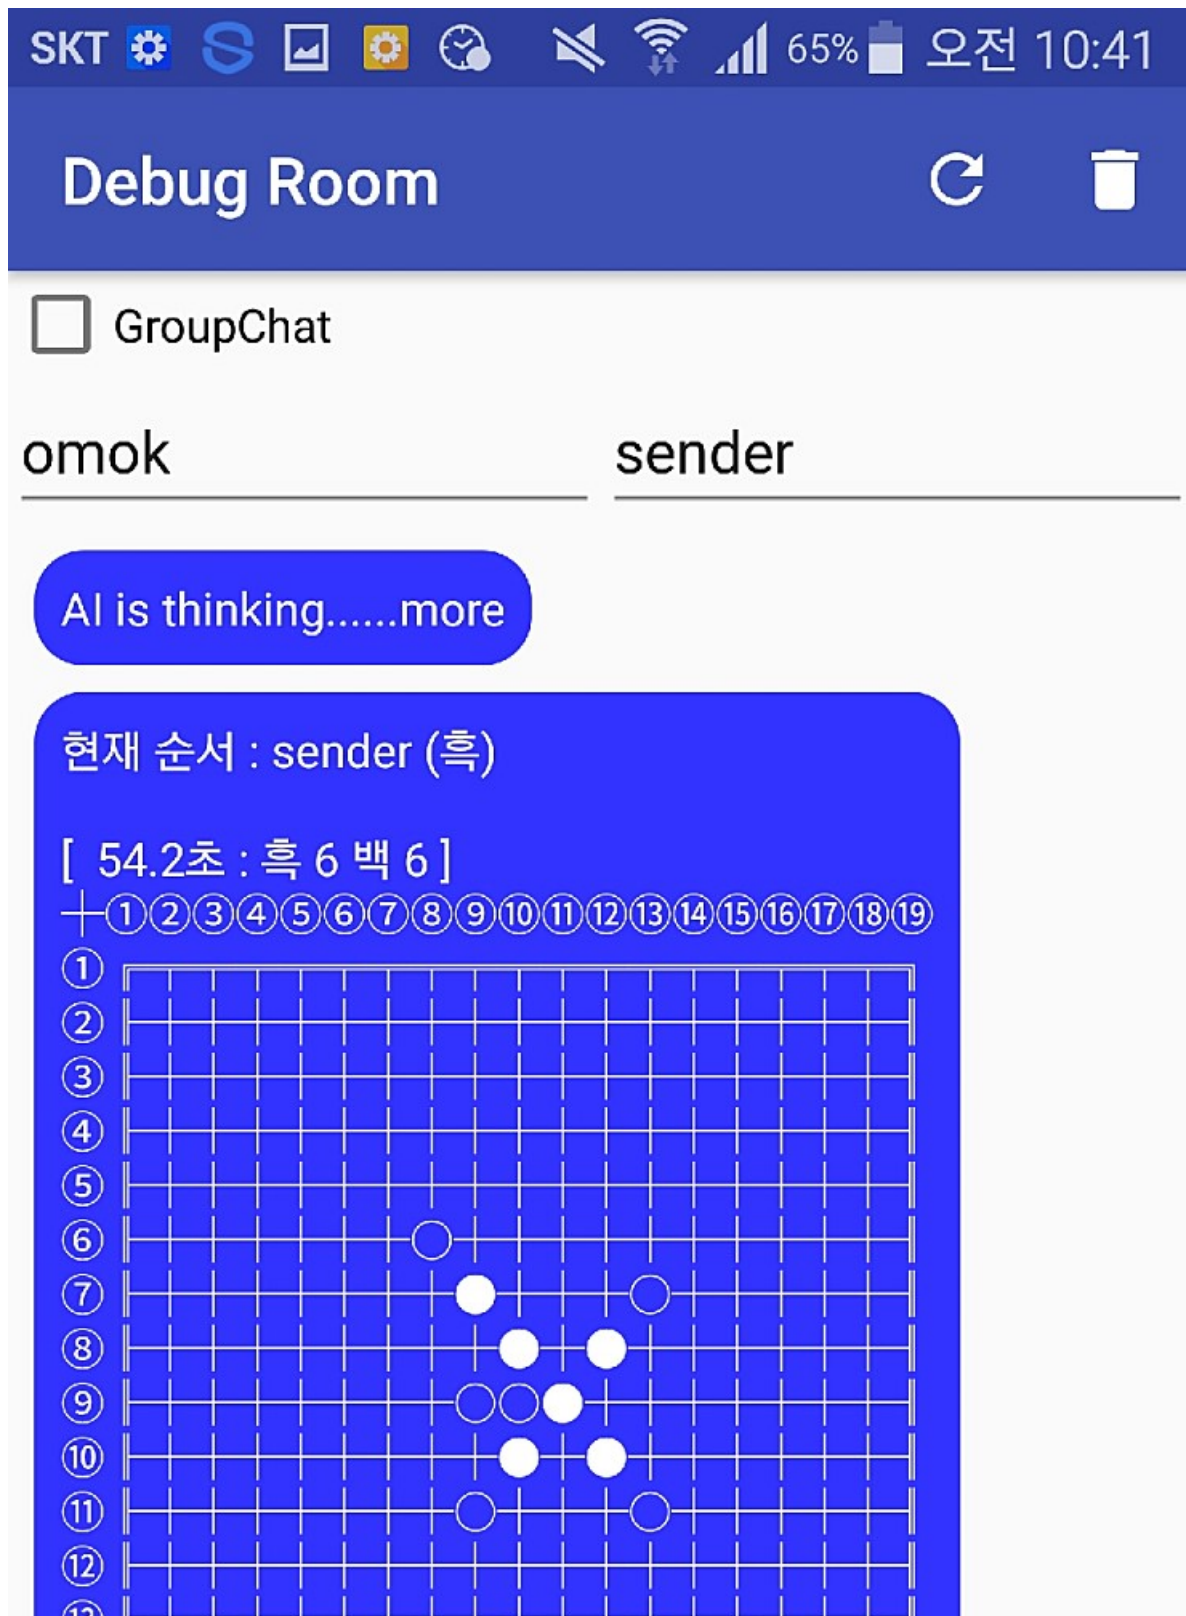 SKT 65% 오전 10:41
Debug Room
GroupChat
omok sender
AI is thinking......more
현재 순서 : sender (흑)
[ 54.2초 : 흑 6 백 6 ]
①②③④⑤⑥⑦⑧⑨⑩⑪⑫⑬⑭⑮⑯⑰⑱⑲
①
②
③
④
⑤
⑥
⑦
⑧
⑨
⑩
⑪
⑫